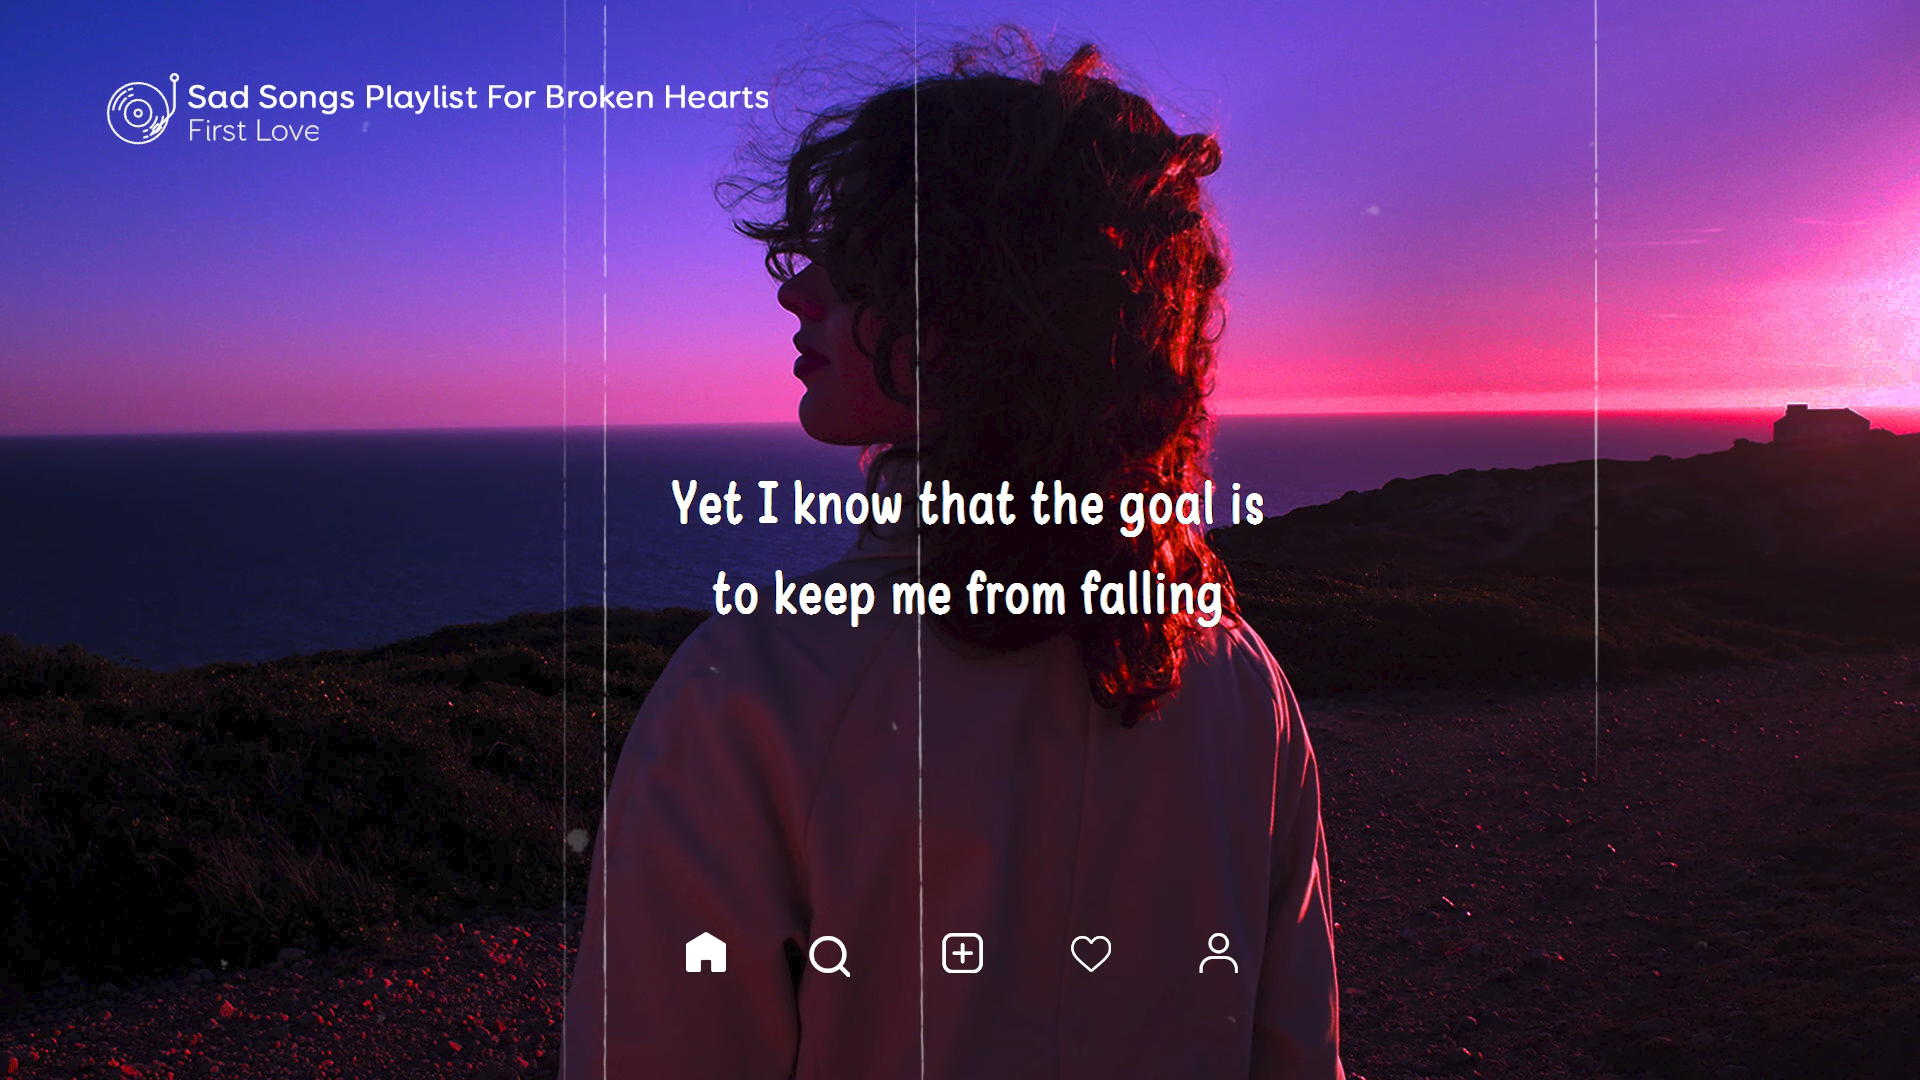 Sad Songs Playlist For Broken Hearts
First Love
Yet I know that the goal is
to keep me from falling